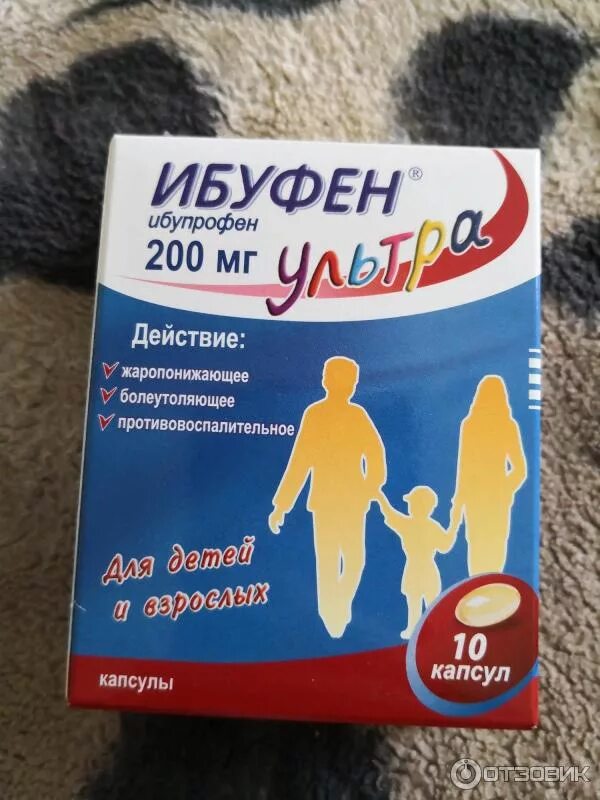 ИБУФЕН®
ибупрофен
200 мг ультра
Действие:
жаропонижающее
болеутоляющее
противовоспалительное
Для детей
и взрослых
10
капсул
капсулы
ОТЗОВИК